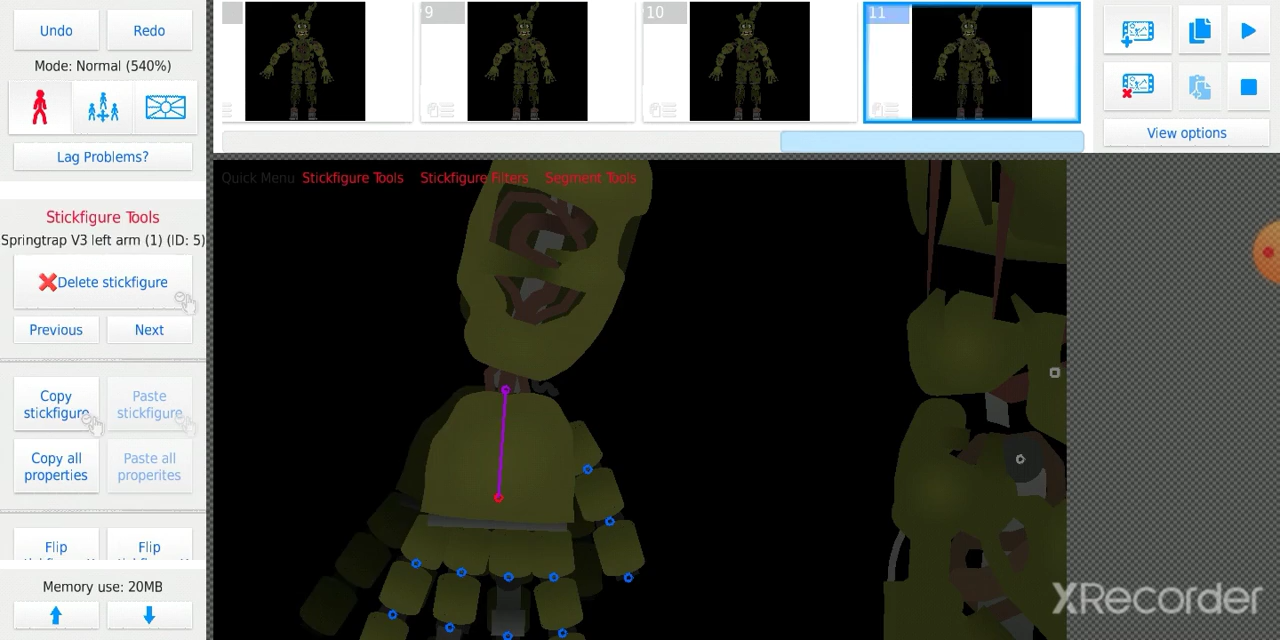 Undo
Redo
Mode: Normal (540%)
Lag Problems?
9
10
11
View options
Quick Menu Stickfigure Tools Stickfigure Filters Segment Tools
Stickfigure Tools
Springtrap V3 left arm (1) (ID: 5)
Delete stickfigure
Previous
Next
Copy stickfigure
Paste stickfigure
Copy all properties
Paste all properites
Flip
Flip
Memory use: 20MB
XRecorder